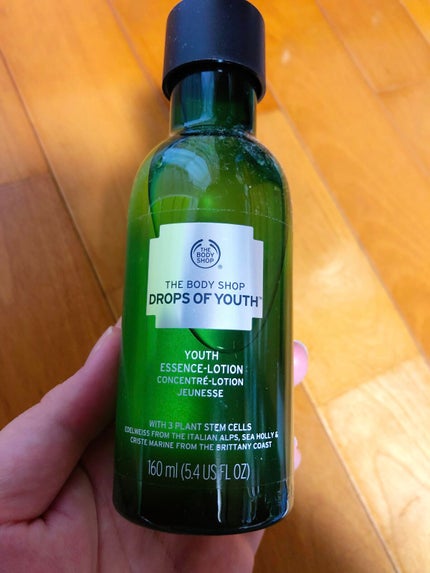 THE
BODY
SHOP
®
THE BODY SHOP
DROPS OF YOUTH™
YOUTH
ESSENCE-LOTION
CONCENTRÉ-LOTION
JEUNESSE
WITH 3 PLANT STEM CELLS
EDELWEISS FROM THE ITALIAN ALPS, SEA HOLLY &
CRISTE MARINE FROM THE BRITTANY COAST
160 ml (5.4 US FL OZ)